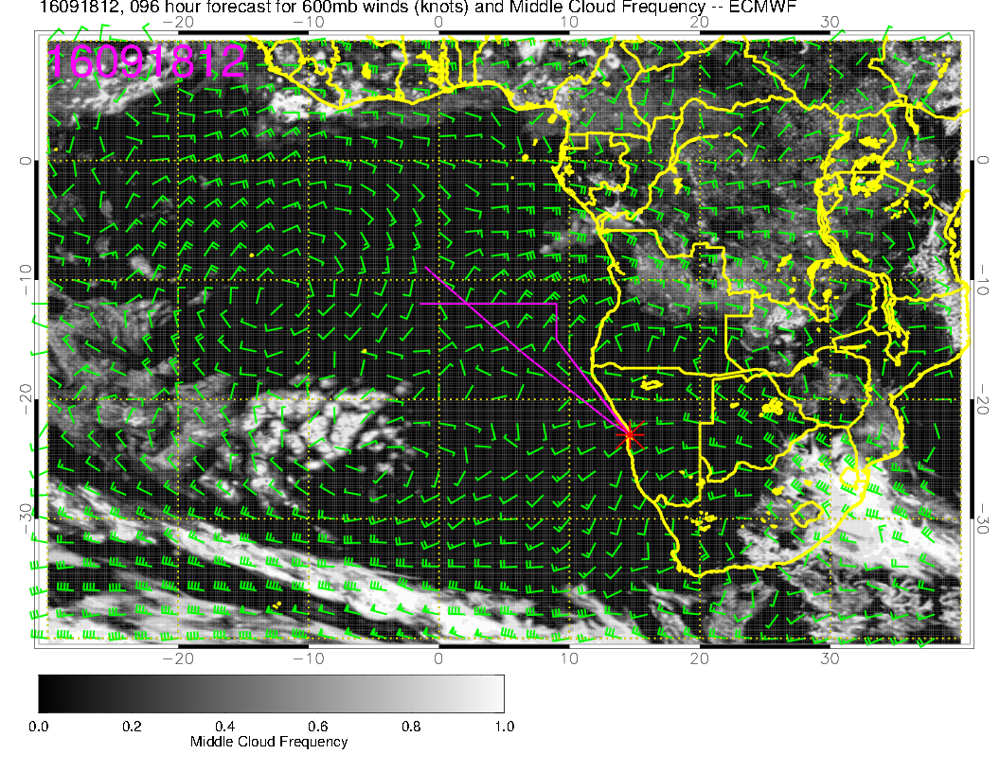 16091812, 096 hour forecast for 600mb winds (knots) and Middle Cloud Frequency -- ECMWF
−20 −10 0 10 20 30
16091812
0 0
−10 −10
−20 −20
−30 −30
−20 −10 0 10 20 30
0.0 0.2 0.4 0.6 0.8 1.0
Middle Cloud Frequency